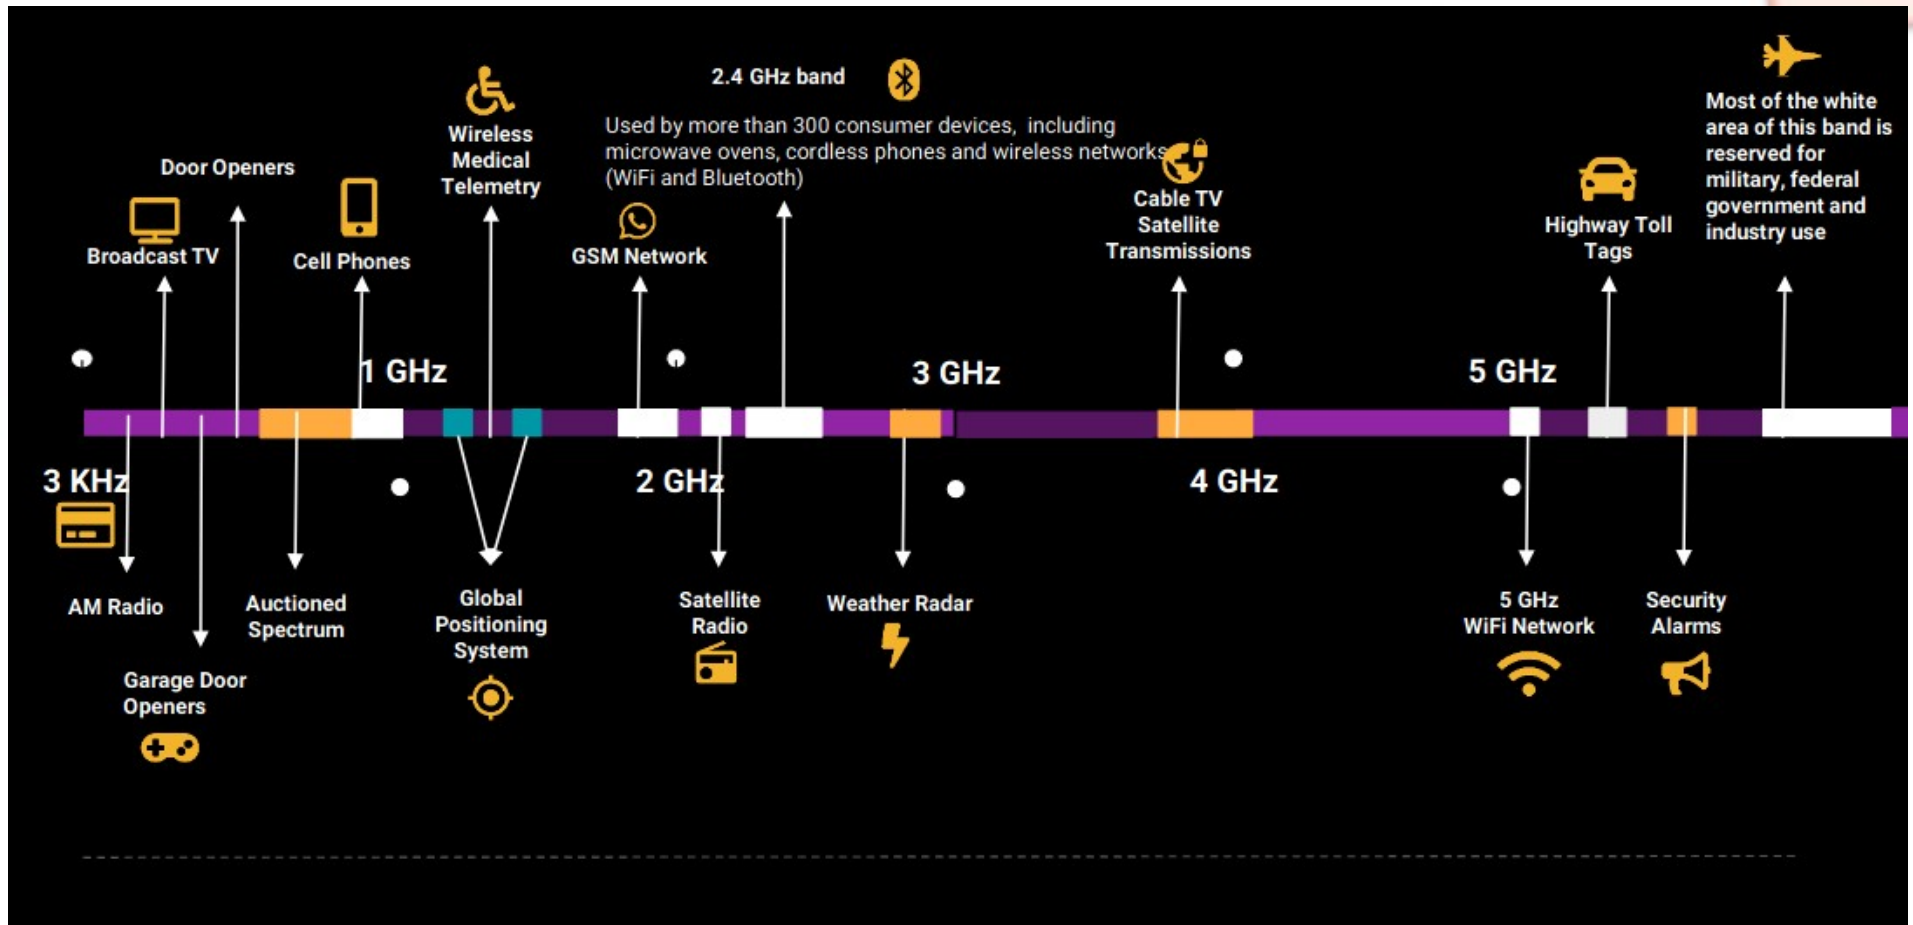 2.4 GHz band
Used by more than 300 consumer devices, including
microwave ovens, cordless phones and wireless networks
(WiFi and Bluetooth)
Most of the white
area of this band is
reserved for
military, federal
government and
industry use
Door Openers
Broadcast TV
Cell Phones
Wireless
Medical
Telemetry
GSM Network
Cable TV
Satellite
Transmissions
Highway Toll
Tags
1 GHz
3 GHz
5 GHz
3 KHz
2 GHz
4 GHz
AM Radio
Garage Door
Openers
Auctioned
Spectrum
Global
Positioning
System
Satellite
Radio
Weather Radar
5 GHz
WiFi Network
Security
Alarms